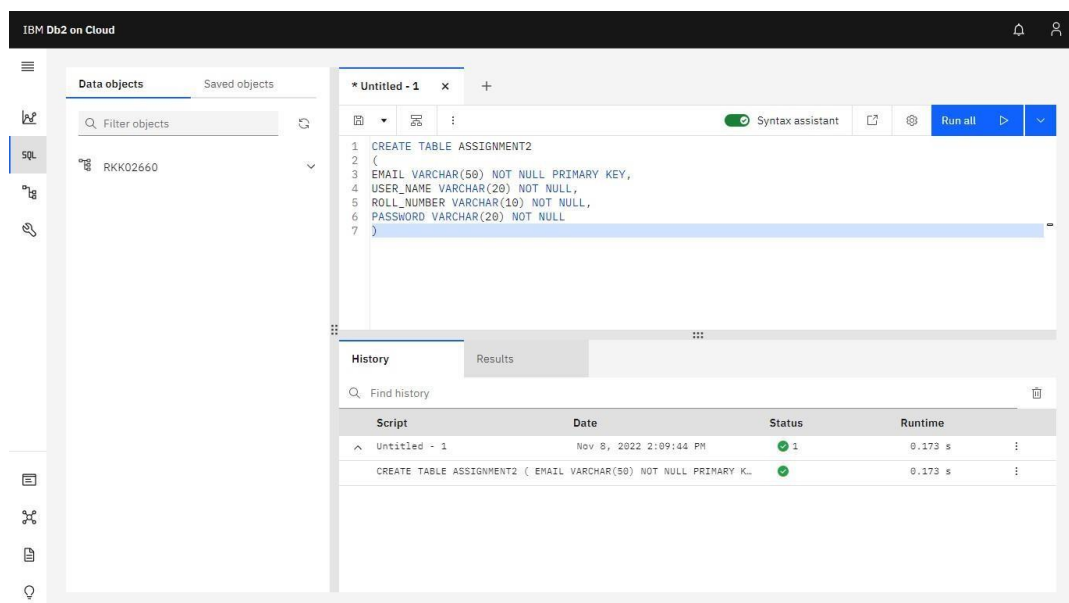 IBM Db2 on Cloud
Data objects
Saved objects
* Untitled - 1 × +
Filter objects
Syntax assistant
Run all
SQL
RKK02660
1 CREATE TABLE ASSIGNMENT2
2 (
3 EMAIL VARCHAR(50) NOT NULL PRIMARY KEY,
4 USER_NAME VARCHAR(20) NOT NULL,
5 ROLL_NUMBER VARCHAR(10) NOT NULL,
6 PASSWORD VARCHAR(20) NOT NULL
7 )
History
Results
Find history
Script Date Status Runtime
Untitled - 1 Nov 8, 2022 2:09:44 PM 1 0.173 s
CREATE TABLE ASSIGNMENT2 ( EMAIL VARCHAR(50) NOT NULL PRIMARY K… 0.173 s